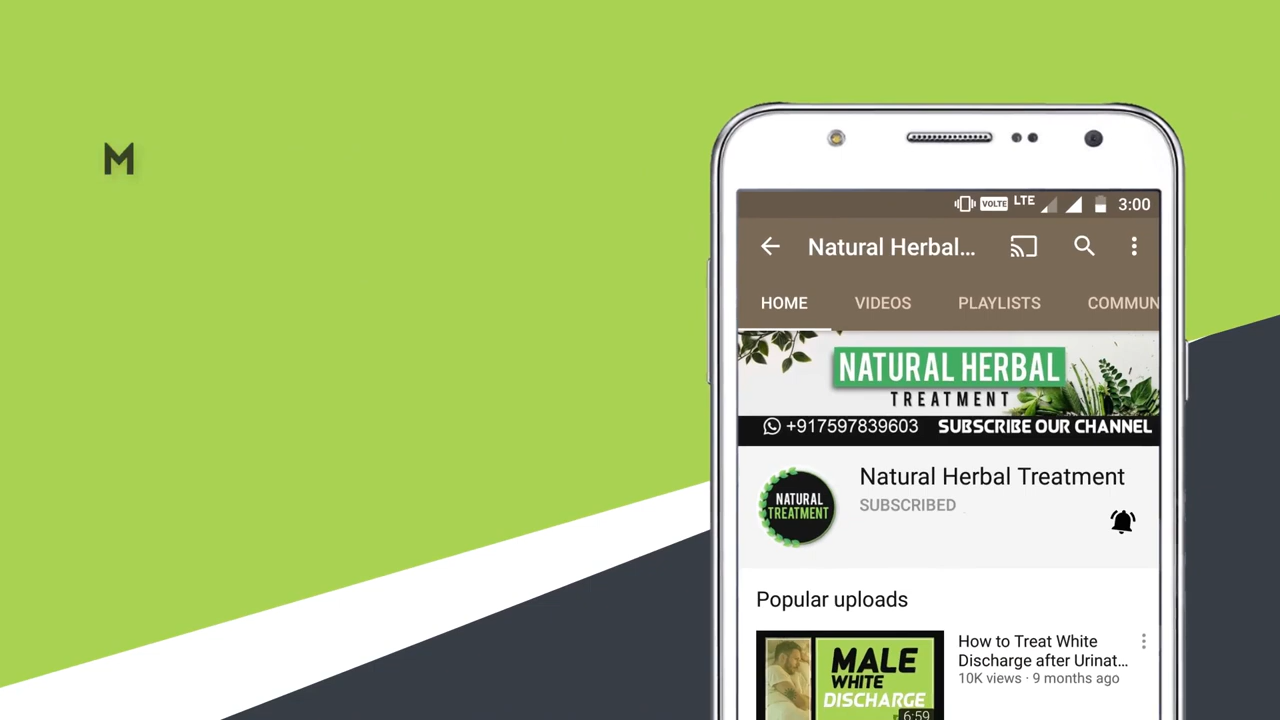 M
VOLTE LTE 3:00
Natural Herbal...
HOME VIDEOS PLAYLISTS COMMUN
NATURAL HERBAL
TREATMENT
+917597839603 SUBSCRIBE OUR CHANNEL
NATURAL
TREATMENT
Natural Herbal Treatment
SUBSCRIBED
Popular uploads
MALE
WHITE
DISCHARGE
6:59
How to Treat White
Discharge after Urinat...
10K views · 9 months ago